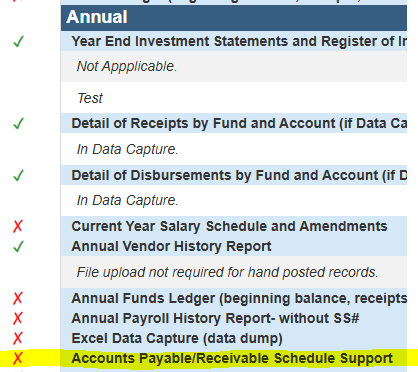 Annual
Year End Investment Statements and Register of
Not Appplicable.
Test
Detail of Receipts by Fund and Account (if Data
In Data Capture.
Detail of Disbursements by Fund and Account (if
In Data Capture.
Current Year Salary Schedule and Amendments
Annual Vendor History Report
File upload not required for hand posted records.
Annual Funds Ledger (beginning balance, receipts
Annual Payroll History Report- without SS#
Excel Data Capture (data dump)
Accounts Payable/Receivable Schedule Support